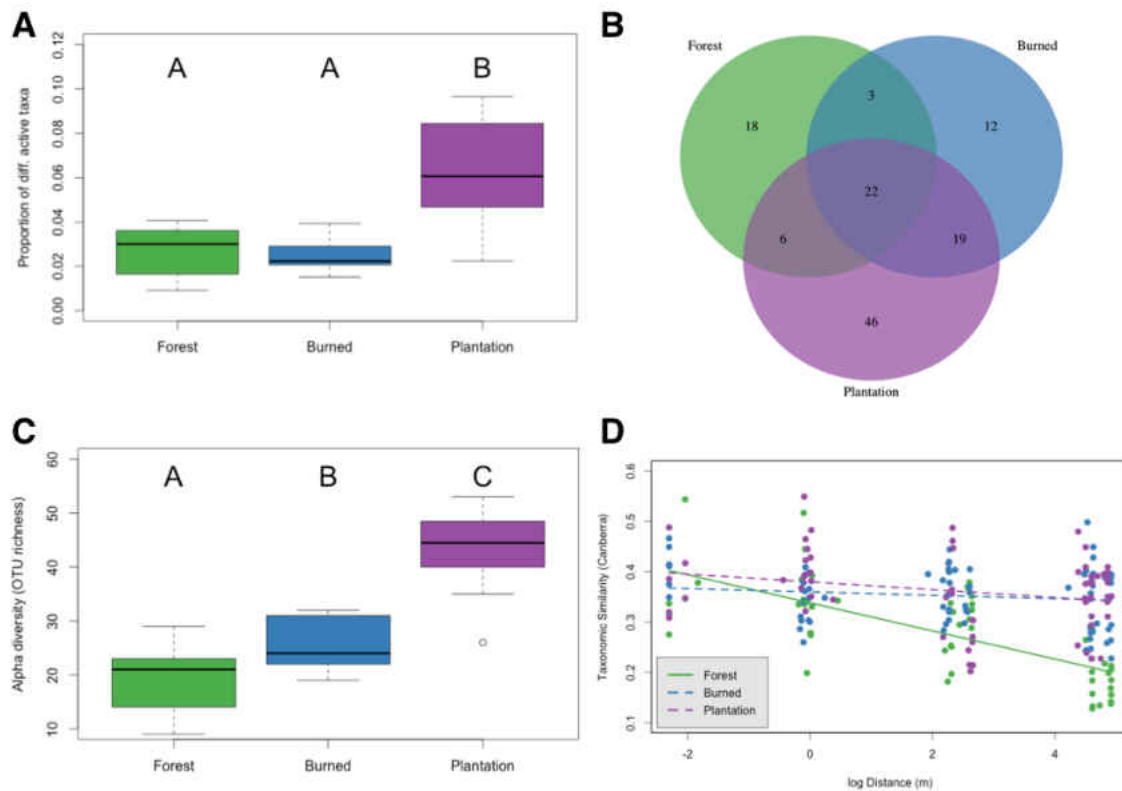 A
Proportion of diff. active taxa
0.12
0.10
0.08
0.06
0.04
0.02
0.00
A A B
Forest Burned Plantation
B
Forest Burned
3
18 12
22
6 19
46
Plantation
C
Alpha diversity (OTU richness)
60
50
40
30
20
10
A B C
Forest Burned Plantation
D
Taxonomic Similarity (Canberra)
0.6
0.5
0.4
0.3
0.2
0.1
Forest
Burned
Plantation
-2 0 2 4
log Distance (m)